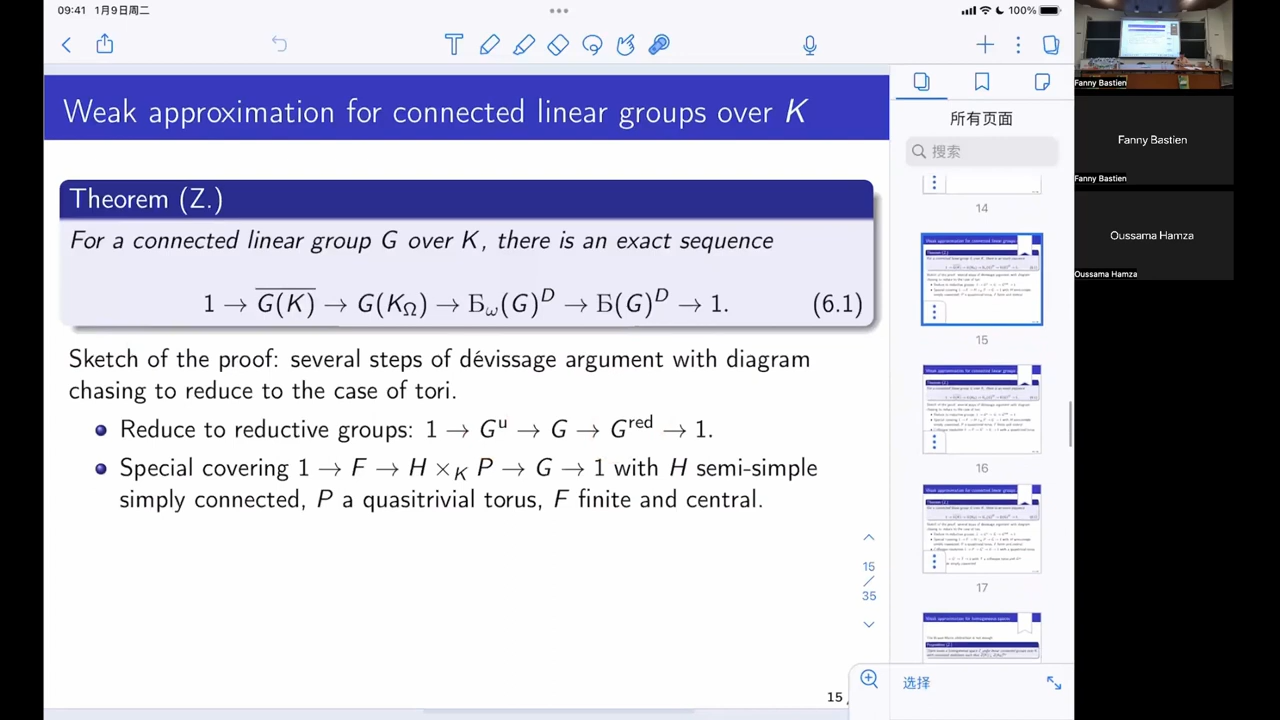 09:41 1月9日周二
100%
所有页面
搜索
Weak approximation for connected linear groups over K
Theorem (Z.)
For a connected linear group G over K, there is an exact sequence
1 → \overline{G(K)} → G(K_Ω) → Б_ω(G)^D → Б(G)^D → 1. (6.1)
Sketch of the proof: several steps of dévissage argument with diagram
chasing to reduce to the case of tori.
Reduce to reductive groups: 1 → G^u → G → G^red → 1.
Special covering 1 → F → H ×_K P → G → 1 with H semi-simple
simply connected, P a quasitrivial torus, F finite and central.
15
/
35
15
14
15
16
17
选择
Fanny Bastien
Fanny Bastien
Fanny Bastien
Oussama Hamza
Oussama Hamza